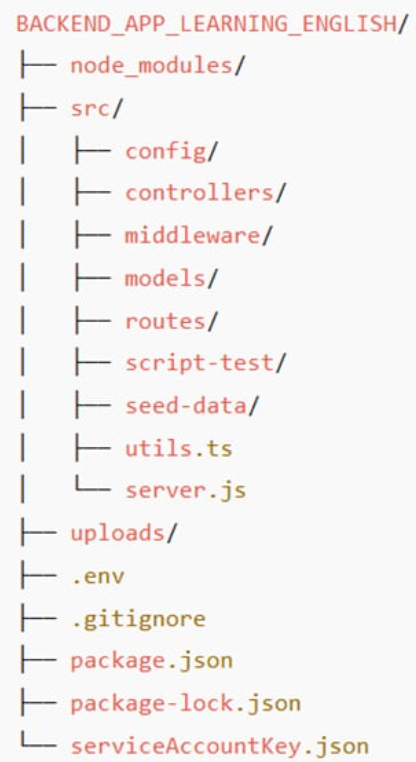 BACKEND_APP_LEARNING_ENGLISH/
├── node_modules/
├── src/
│   ├── config/
│   ├── controllers/
│   ├── middleware/
│   ├── models/
│   ├── routes/
│   ├── script-test/
│   ├── seed-data/
│   ├── utils.ts
│   └── server.js
├── uploads/
├── .env
├── .gitignore
├── package.json
├── package-lock.json
└── serviceAccountKey.json